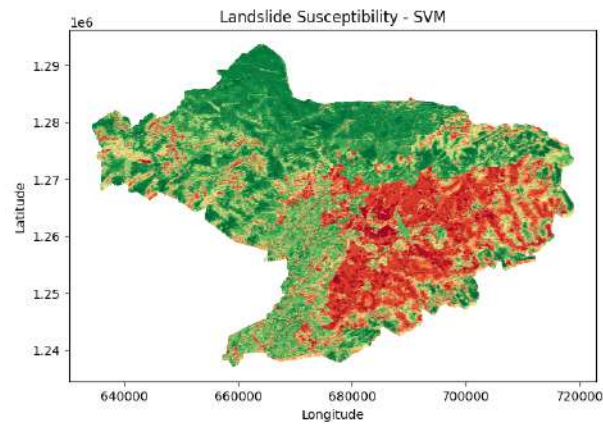 Landslide Susceptibility - SVM
1e6
1.29
1.28
1.27
1.26
1.25
1.24
Latitude
640000 660000 680000 700000 720000
Longitude